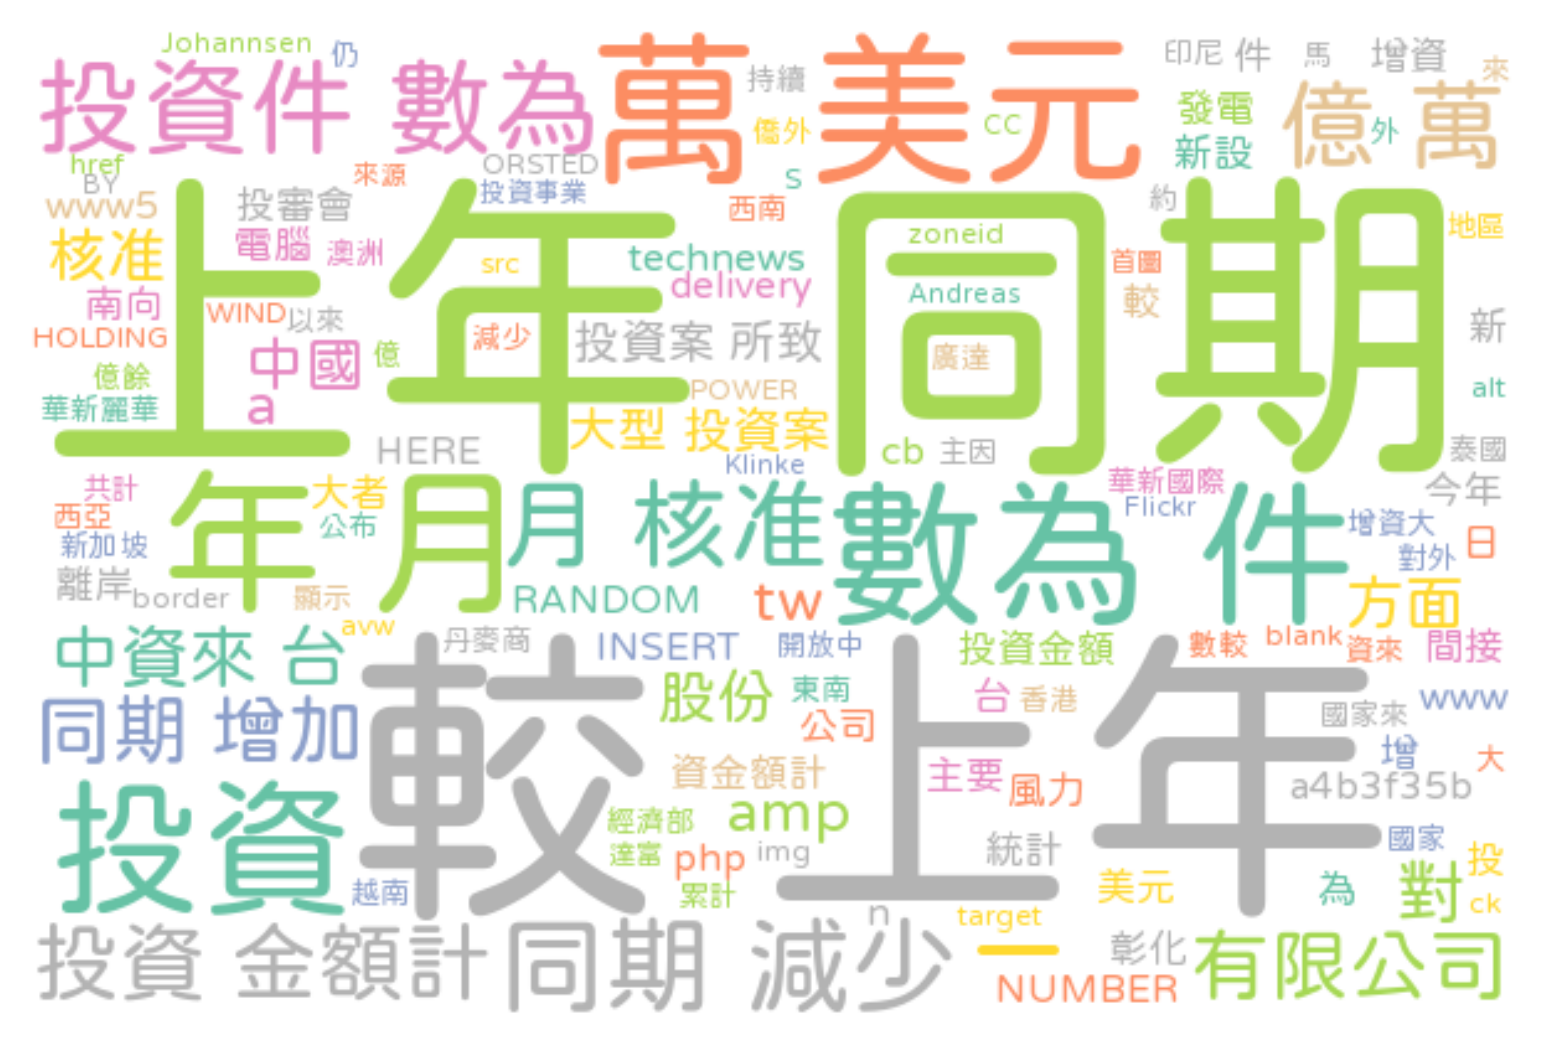 Johannsen
仍
投資件 數為
萬 美元
持續
印尼
件
馬
增資
來
href
BY
來源
ORSTED
投資事業
僑外
CC
S
發電
新設
億 萬
外
www5
投審會
西南
約
地區
上年 同期
核准
電腦
澳洲
src
technews
zoneid
首圖
南向
delivery
Andreas
較
HOLDING
WIND
以來
減少
投資案 所致
廣達
新
中國
億
億餘
華新麗華
a
POWER
alt
大型 投資案
HERE
Klinke
cb
主因
泰國
共計
大者
華新國際
今年
西亞
公布
年 月
月 核准
數為 件
Flickr
增資大
新加坡
對外
日
離岸
border
顯示
RANDOM
tw
方面
avw
中資來 台
丹麥商
INSERT
開放中
投資金額
數較
blank
資來
間接
同期 增加
較 上年
股份
東南
公司
台
香港
國家來
www
資金額計
主要
風力
增
大
a4b3f35b
投資
經濟部
amp
達富
php
img
統計
國家
投
越南
累計
美元
為
對
ck
n
target
投資 金額計
同期 減少
一
彰化
有限公司
NUMBER